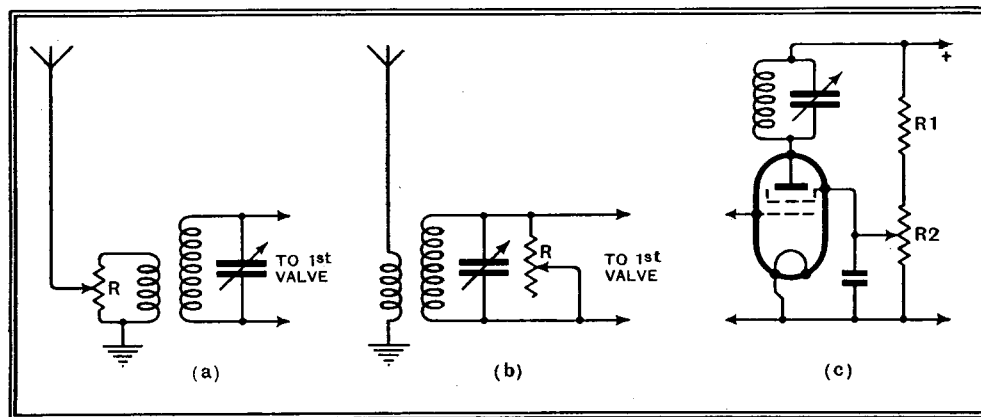 R
TO 1st
VALVE
(a)
R
TO 1st
VALVE
(b)
+
R1
R2
(c)